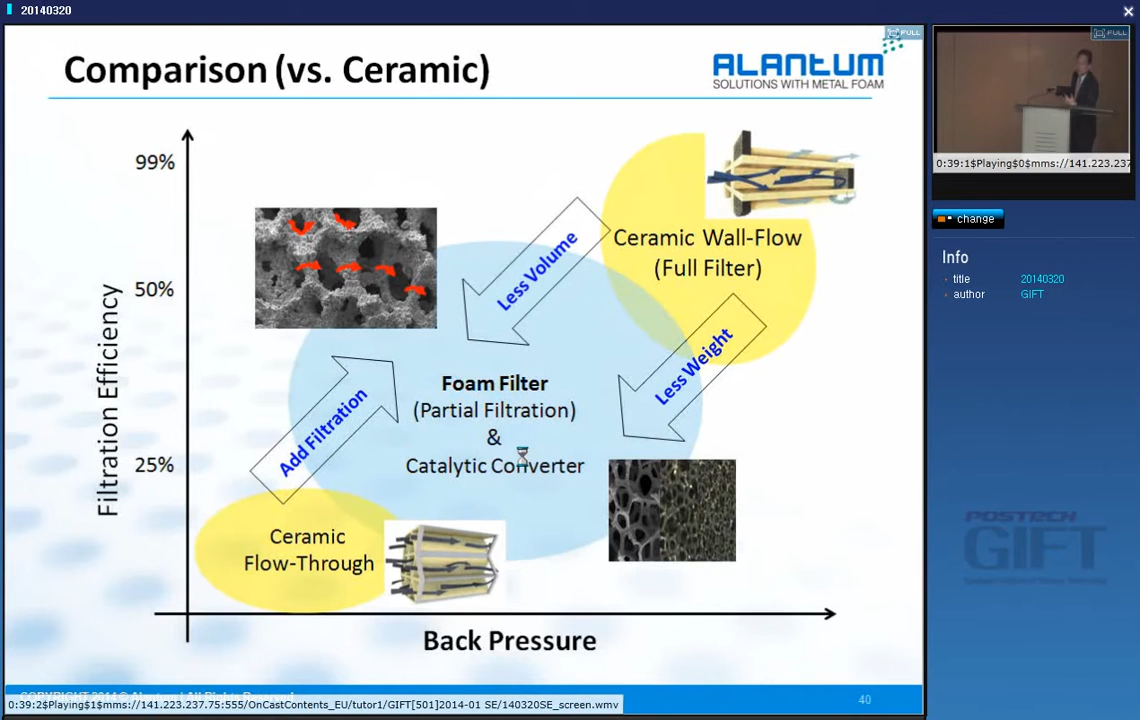 20140320
Comparison (vs. Ceramic)
ALANTUM
SOLUTIONS WITH METAL FOAM
FULL
FULL
0:39:1$Playing$0$mms://141.223.237
change
Info
title 20140320
author GIFT
99%
50%
25%
Filtration Efficiency
Ceramic Wall-Flow
(Full Filter)
Less Volume
Less Weight
Add Filtration
Foam Filter
(Partial Filtration)
&
Catalytic Converter
Ceramic
Flow-Through
Back Pressure
POSTECH
GIFT
COPYRIGHT 2014 © Alantum | All Rights Reserved
40
0:39:2$Playing$1$mms://141.223.237.75:555/OnCastContents_EU/tutor1/GIFT[501]2014-01 SE/140320SE_screen.wmv